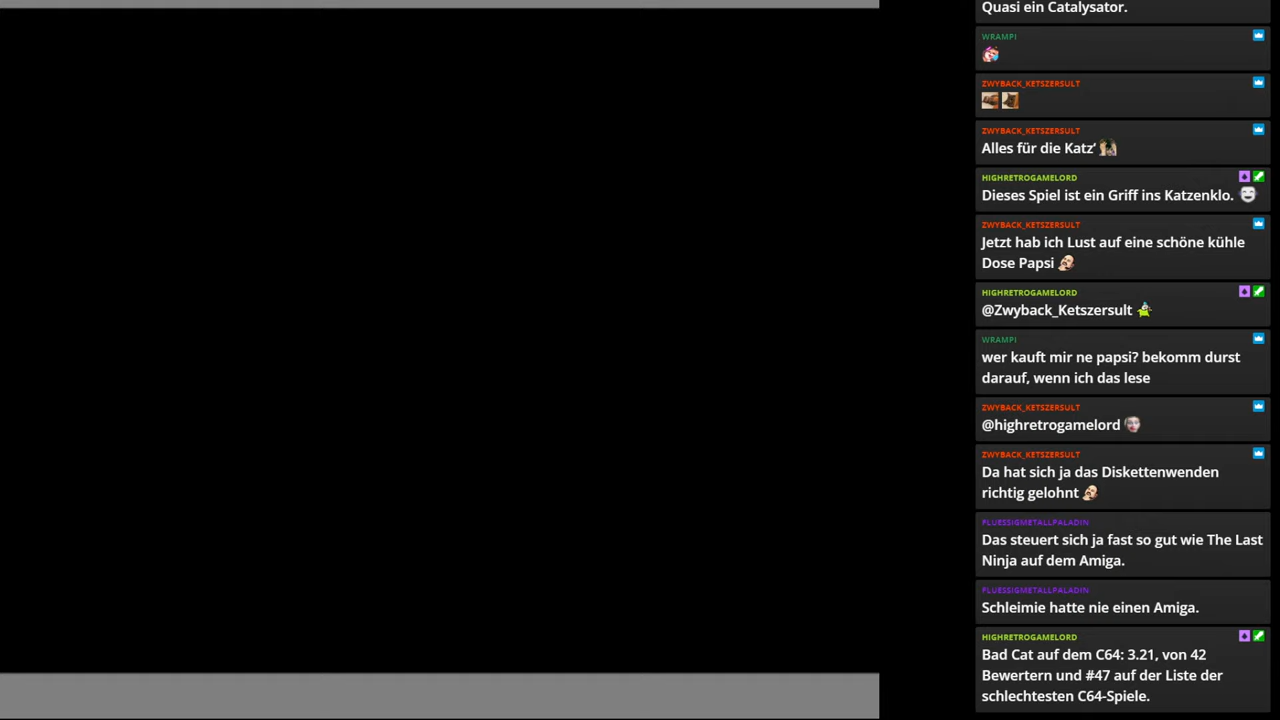 Quasi ein Catalysator.
WRAMPI
ZWYBACK_KETSZERSULT
ZWYBACK_KETSZERSULT
Alles für die Katz'
HIGHRETROGAMELORD
Dieses Spiel ist ein Griff ins Katzenklo.
ZWYBACK_KETSZERSULT
Jetzt hab ich Lust auf eine schöne kühle
Dose Papsi
HIGHRETROGAMELORD
@Zwyback_Ketszersult
WRAMPI
wer kauft mir ne papsi? bekomm durst
darauf, wenn ich das lese
ZWYBACK_KETSZERSULT
@highretrogamelord
ZWYBACK_KETSZERSULT
Da hat sich ja das Diskettenwenden
richtig gelohnt
FLUESSIGMETALLPALADIN
Das steuert sich ja fast so gut wie The Last
Ninja auf dem Amiga.
FLUESSIGMETALLPALADIN
Schleimie hatte nie einen Amiga.
HIGHRETROGAMELORD
Bad Cat auf dem C64: 3.21, von 42
Bewertern und #47 auf der Liste der
schlechtesten C64-Spiele.